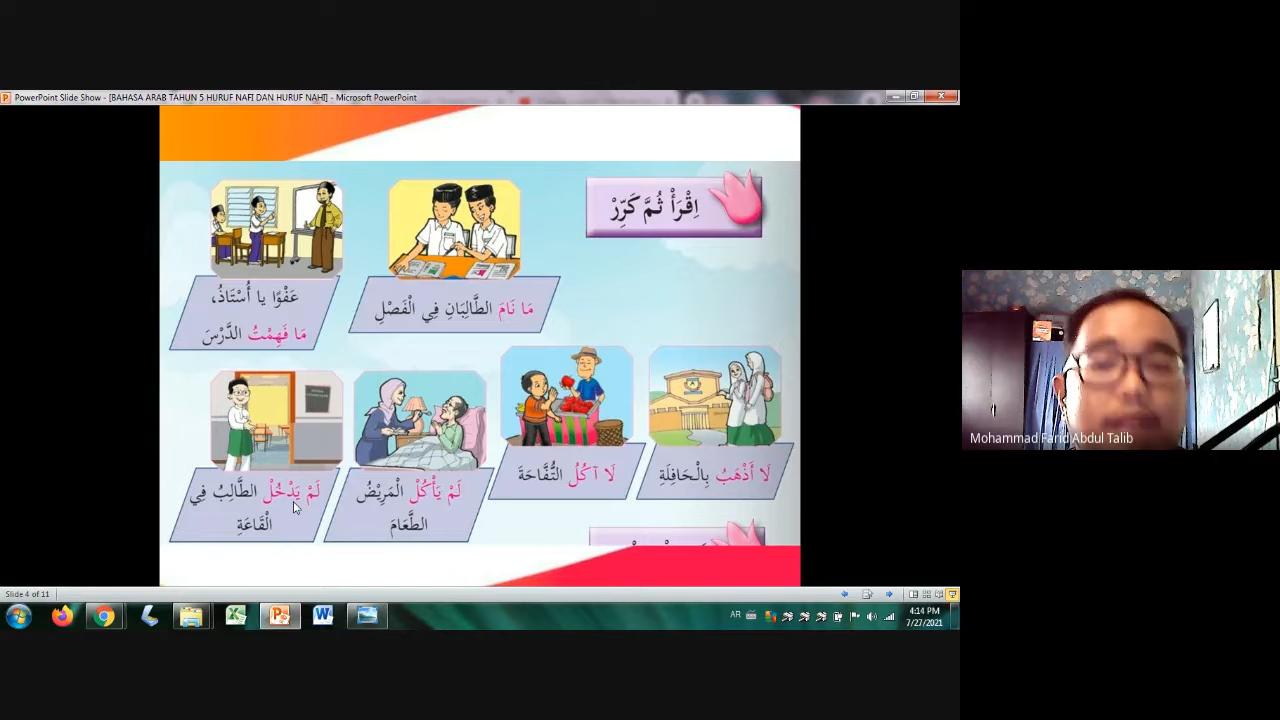 PowerPoint Slide Show - [BAHASA ARAB TAHUN 5 HURUF NAFI DAN HURUF NAHI] - Microsoft PowerPoint
اِقْرَأْ ثُمَّ كَرِّرْ
مَا نَامَ الطَّالِبَانِ فِي الْفَصْلِ
عَفْوًا يا أُسْتَاذُ،
مَا فَهِمْتُ الدَّرْسَ
لَا أَذْهَبُ بِالْحَافِلَةِ
لَا آكُلُ التُّفَّاحَةَ
لَمْ يَأْكُلْ الْمَرِيْضُ
الطَّعَامَ
لَمْ يَدْخُلْ الطَّالِبُ فِي
الْقَاعَةِ
Mohammad Farid Abdul Talib
Slide 4 of 11
AR
4:14 PM
7/27/2021